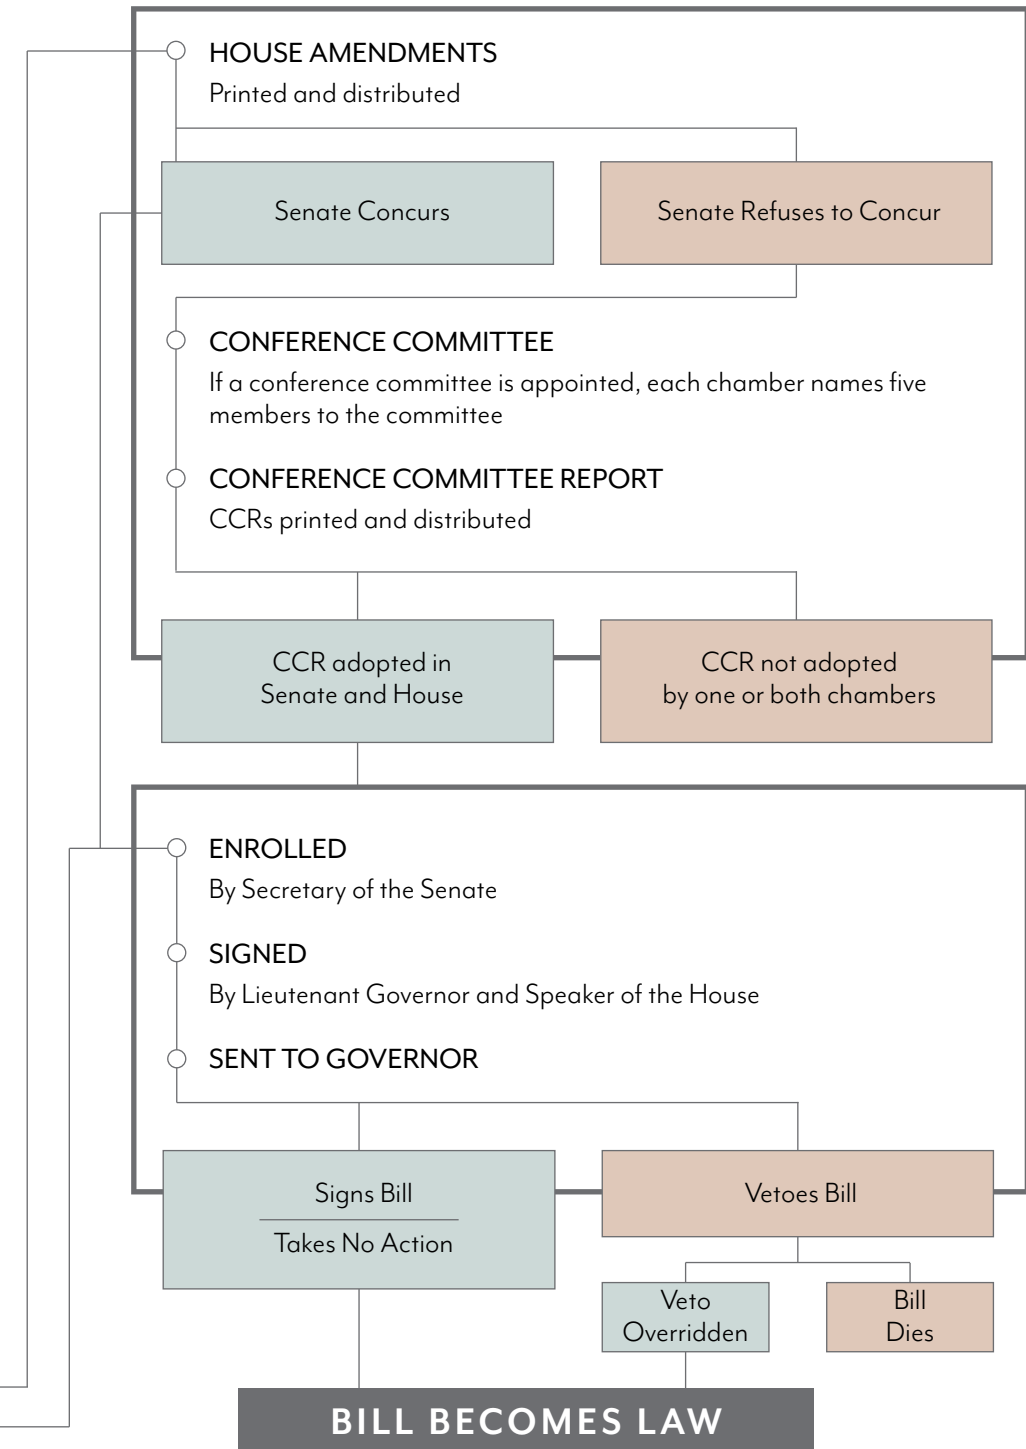 HOUSE AMENDMENTS
Printed and distributed
Senate Concurs
Senate Refuses to Concur
CONFERENCE COMMITTEE
If a conference committee is appointed, each chamber names five
members to the committee
CONFERENCE COMMITTEE REPORT
CCRs printed and distributed
CCR adopted in
Senate and House
CCR not adopted
by one or both chambers
ENROLLED
By Secretary of the Senate
SIGNED
By Lieutenant Governor and Speaker of the House
SENT TO GOVERNOR
Signs Bill
Takes No Action
Vetoes Bill
Veto
Overridden
Bill
Dies
BILL BECOMES LAW